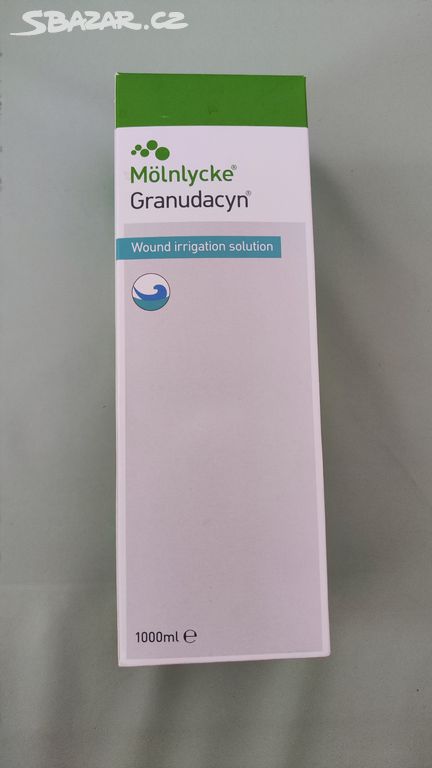 SBAZAR.CZ
Mölnlycke®
Granudacyn®
Wound irrigation solution
1000ml ℮